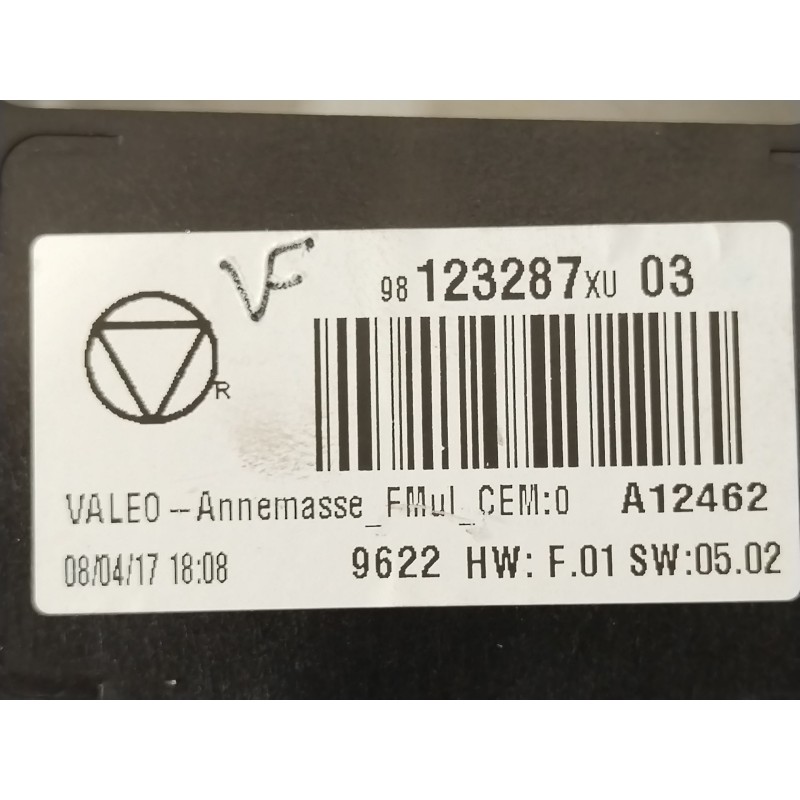 VF
98 123287 XU 03
R
VALEO--Annemasse_FMul_CEM:0 A12462
08/04/17 18:08 9622 HW: F.01 SW:05.02